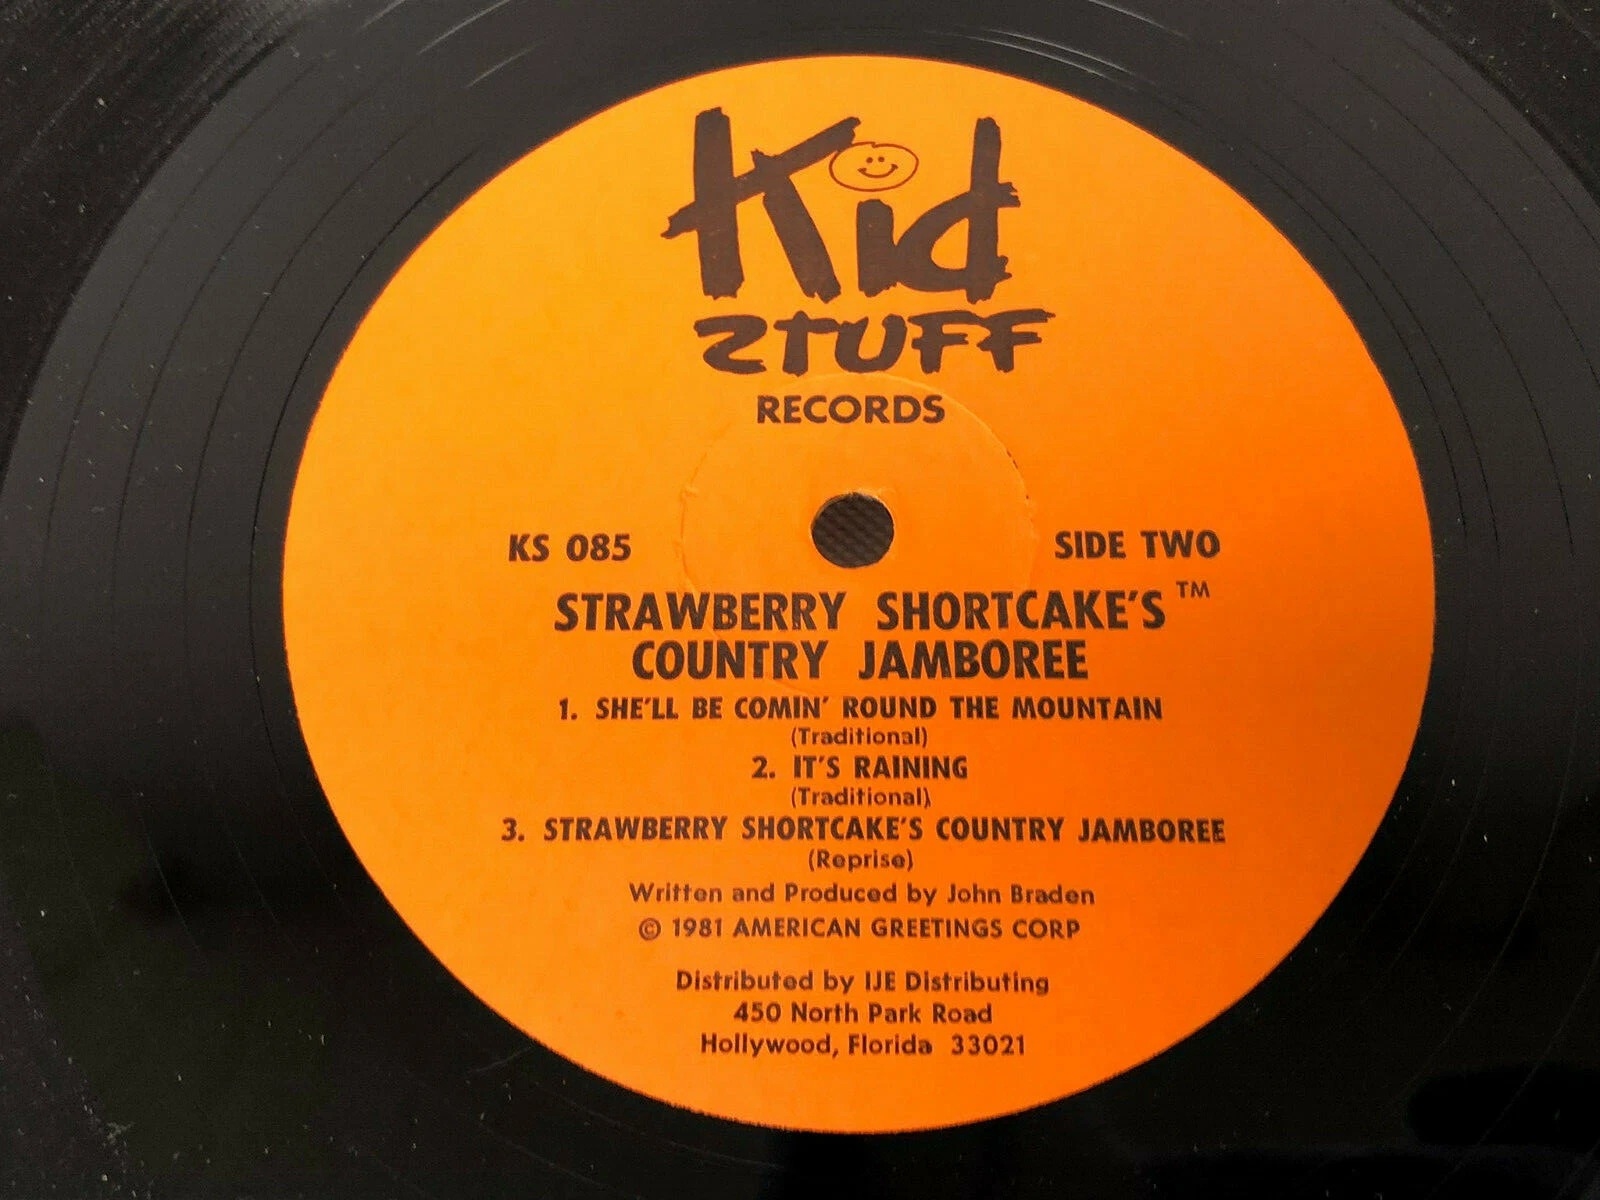 Kid
STUFF
RECORDS
KS 085 SIDE TWO
STRAWBERRY SHORTCAKE'S™
COUNTRY JAMBOREE
1. SHE'LL BE COMIN' ROUND THE MOUNTAIN
(Traditional)
2. IT'S RAINING
(Traditional)
3. STRAWBERRY SHORTCAKE'S COUNTRY JAMBOREE
(Reprise)
Written and Produced by John Braden
© 1981 AMERICAN GREETINGS CORP
Distributed by IJE Distributing
450 North Park Road
Hollywood, Florida 33021